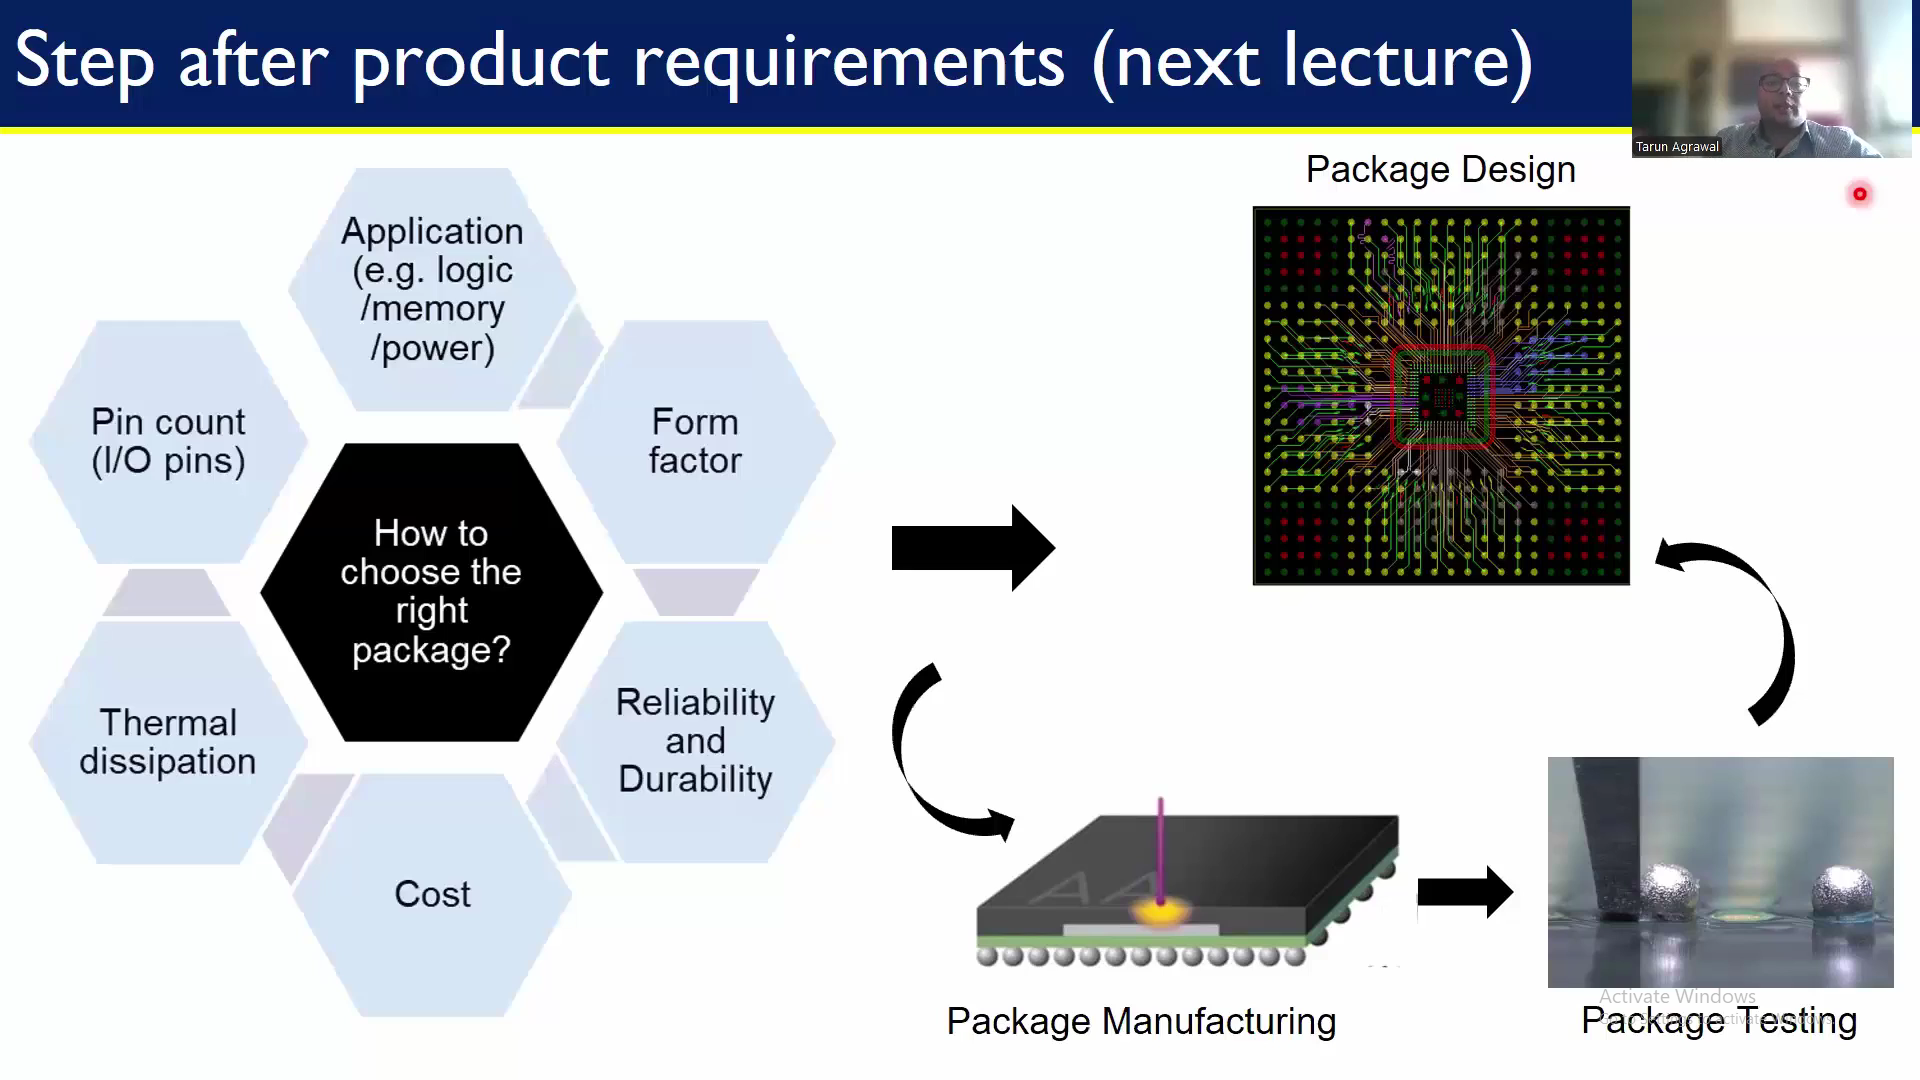 Step after product requirements (next lecture)
Tarun Agrawal
Application
(e.g. logic
/memory
/power)
Pin count
(I/O pins)
Form
factor
How to
choose the
right
package?
Thermal
dissipation
Reliability
and
Durability
Cost
Package Design
AA
Package Manufacturing
Activate Windows
Package Testing